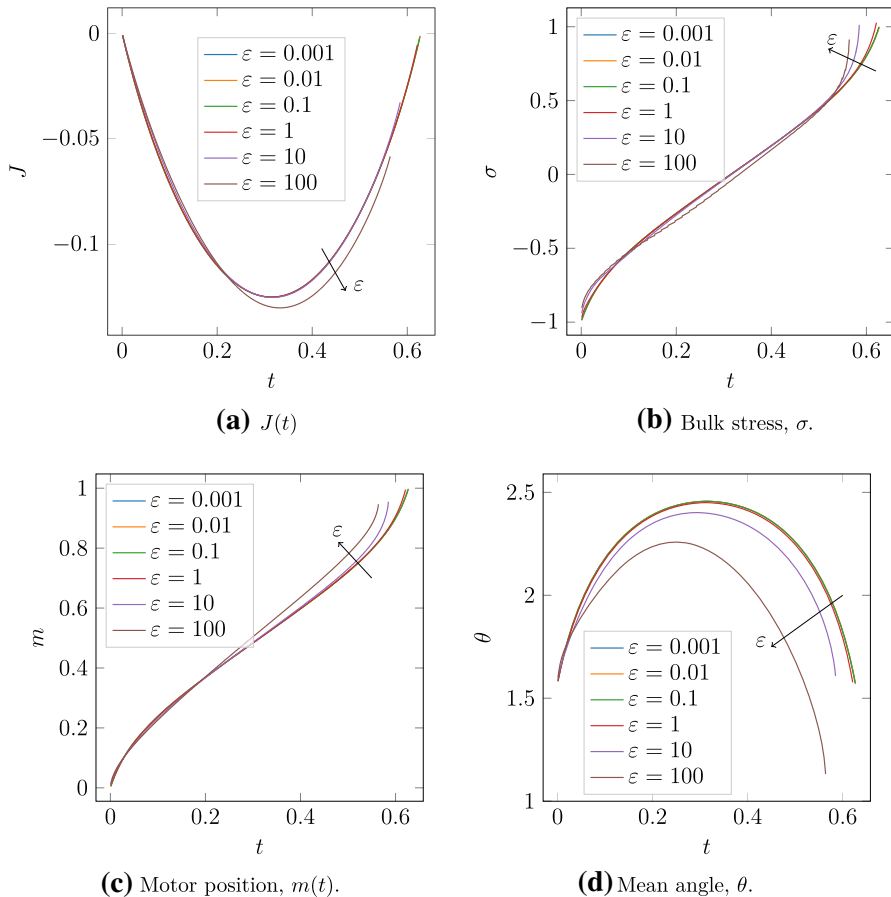 0
−0.05
−0.1
J
0
0.2
0.4
0.6
t
ε = 0.001
ε = 0.01
ε = 0.1
ε = 1
ε = 10
ε = 100
ε
(a) J(t)
1
0.5
0
−0.5
−1
σ
0
0.2
0.4
0.6
t
ε = 0.001
ε = 0.01
ε = 0.1
ε = 1
ε = 10
ε = 100
ε
(b) Bulk stress, σ.
1
0.8
0.6
0.4
0.2
0
m
0
0.2
0.4
0.6
t
ε = 0.001
ε = 0.01
ε = 0.1
ε = 1
ε = 10
ε = 100
ε
(c) Motor position, m(t).
2.5
2
1.5
1
θ
0
0.2
0.4
0.6
t
ε = 0.001
ε = 0.01
ε = 0.1
ε = 1
ε = 10
ε = 100
ε
(d) Mean angle, θ.